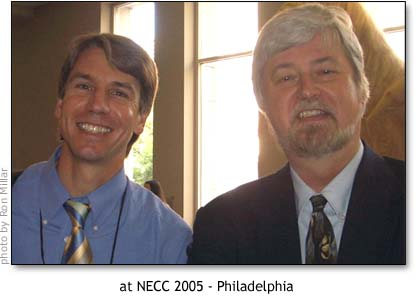 photo by Ron Millar
at NECC 2005 - Philadelphia